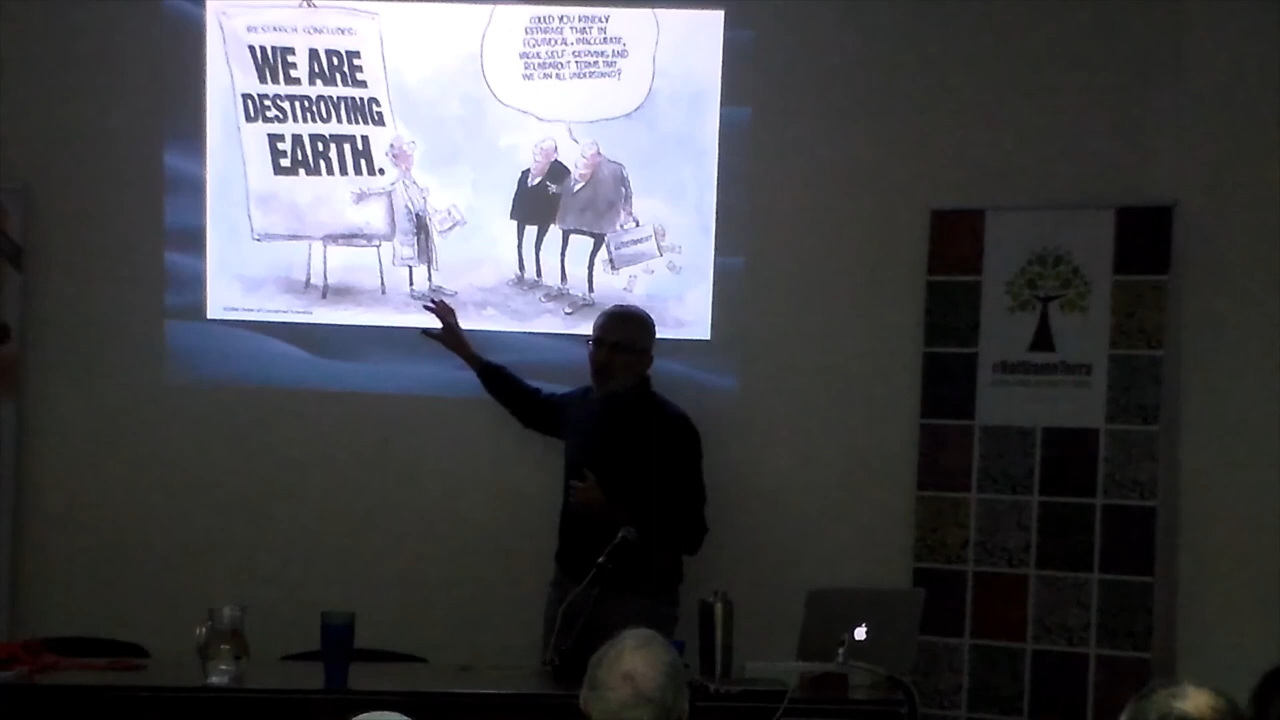 RESEARCH CONCLUDES:
WE ARE
DESTROYING
EARTH.
COULD YOU KINDLY
REPHRASE THAT IN
EQUIVOCAL, INACCURATE,
VAGUE, SELF-SERVING AND
ROUNDABOUT TERMS THAT
WE CAN ALL UNDERSTAND?
GOVERNMENT